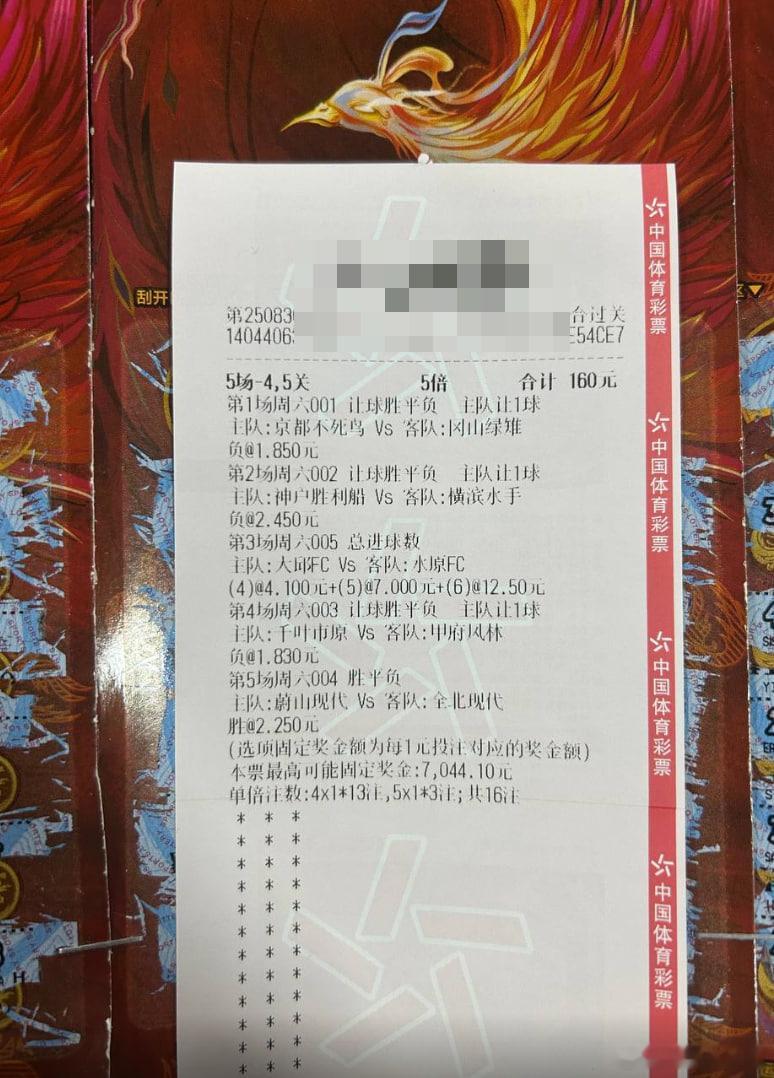 刮开
第25083
台过关
1404406
E54CE7
5场-4,5关 5倍 合计 160元
第1场周六001 让球胜平负 主队让1球
主队:京都不死鸟 Vs 客队:冈山绿雉
负@1.850元
第2场周六002 让球胜平负 主队让1球
主队:神户胜利船 Vs 客队:横滨水手
负@2.450元
第3场周六005 总进球数
主队:大邱FC Vs 客队:水原FC
(4)@4.100元+(5)@7.000元+(6)@12.50元
第4场周六003 让球胜平负 主队让1球
主队:千叶市原 Vs 客队:甲府风林
负@1.830元
第5场周六004 胜平负
主队:蔚山现代 Vs 客队:全北现代
胜@2.250元
(选项固定奖金额为每1元投注对应的奖金额)
本票最高可能固定奖金:7,044.10元
单倍注数:4x1*13注,5x1*3注;共16注
* * *
* * *
* * *
* * *
* * *
* * *
* * *
* * *
* * *
* * *
* * *
* * *
中国体育彩票
中国体育彩票
中国体育彩票
中国体育彩票